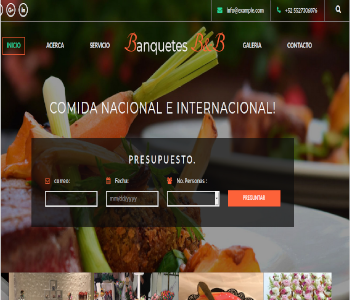 info@example.com +52 5527306976
INICIO ACERCA SERVICIO Banquetes B&B GALERIA CONTACTO
COMIDA NACIONAL E INTERNACIONAL!
PRESUPUESTO.
correo: Fecha: No. Personas :
mm/dd/yyyy PREGUNTAR